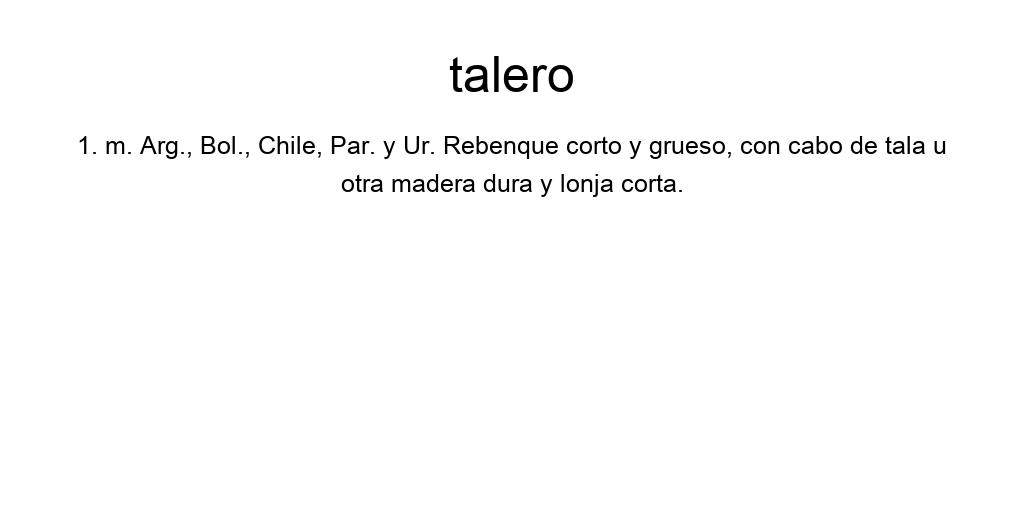 talero
1. m. Arg., Bol., Chile, Par. y Ur. Rebenque corto y grueso, con cabo de tala u
otra madera dura y lonja corta.